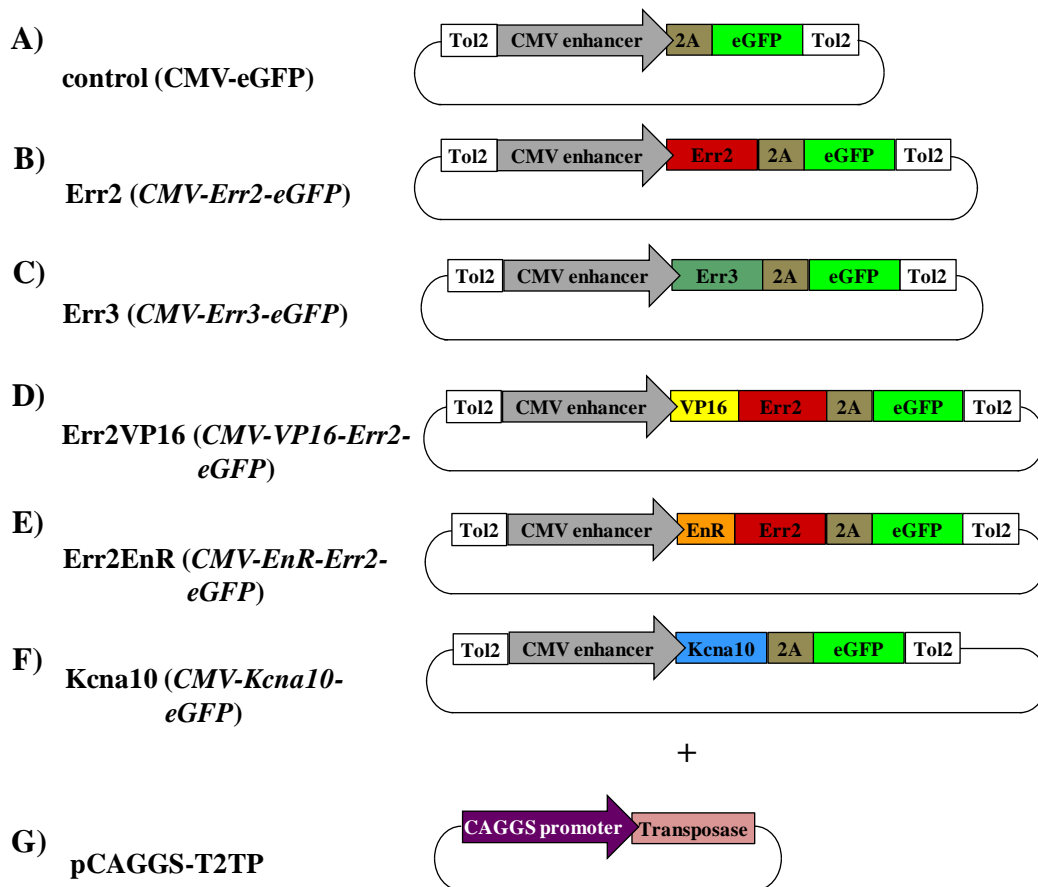 A)
Tol2 CMV enhancer 2A eGFP Tol2
control (CMV-eGFP)
B)
Tol2 CMV enhancer Err2 2A eGFP Tol2
Err2 (CMV-Err2-eGFP)
C)
Tol2 CMV enhancer Err3 2A eGFP Tol2
Err3 (CMV-Err3-eGFP)
D)
Tol2 CMV enhancer VP16 Err2 2A eGFP Tol2
Err2VP16 (CMV-VP16-Err2-
eGFP)
E)
Tol2 CMV enhancer EnR Err2 2A eGFP Tol2
Err2EnR (CMV-EnR-Err2-
eGFP)
F)
Tol2 CMV enhancer Kcna10 2A eGFP Tol2
Kcna10 (CMV-Kcna10-
eGFP)
+
G)
CAGGS promoter Transposase
pCAGGS-T2TP